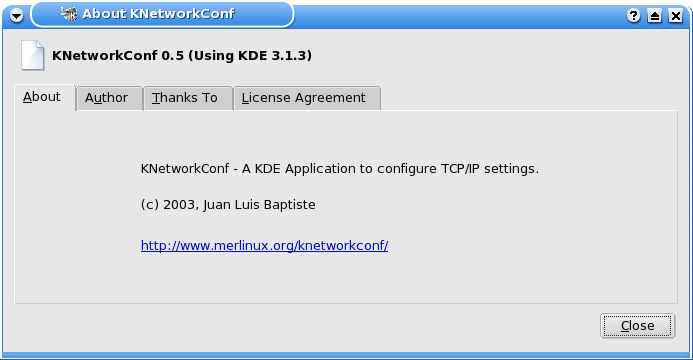 About KNetworkConf
?
KNetworkConf 0.5 (Using KDE 3.1.3)
About Author Thanks To License Agreement
KNetworkConf - A KDE Application to configure TCP/IP settings.
(c) 2003, Juan Luis Baptiste
http://www.merlinux.org/knetworkconf/
Close